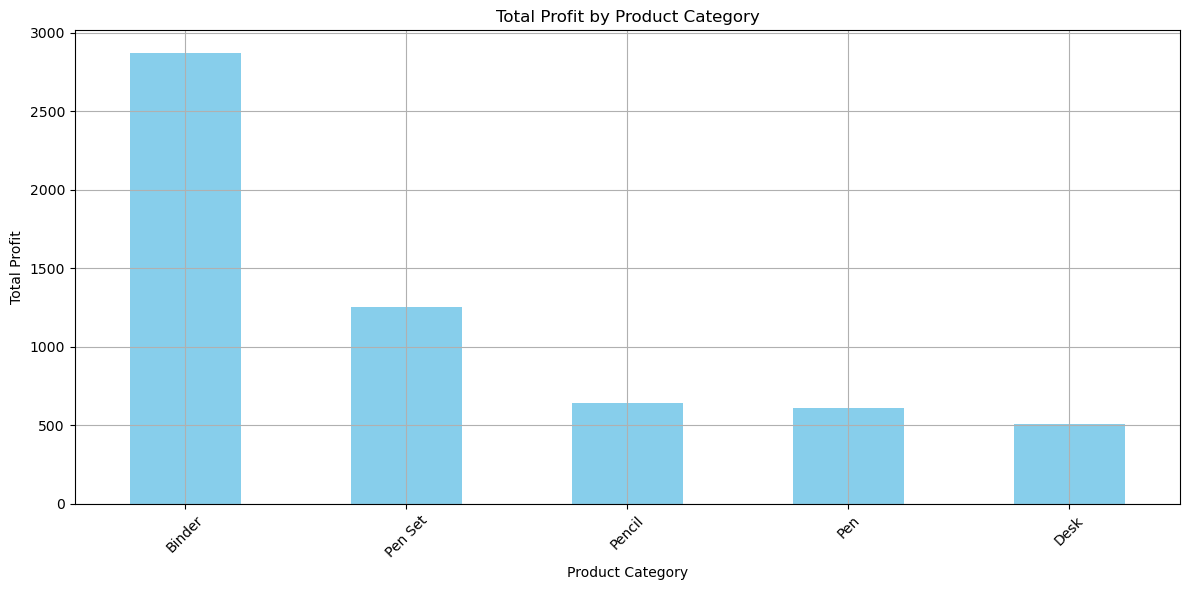 Total Profit by Product Category
Total Profit
3000
2500
2000
1500
1000
500
0
Binder
Pen Set
Pencil
Pen
Desk
Product Category